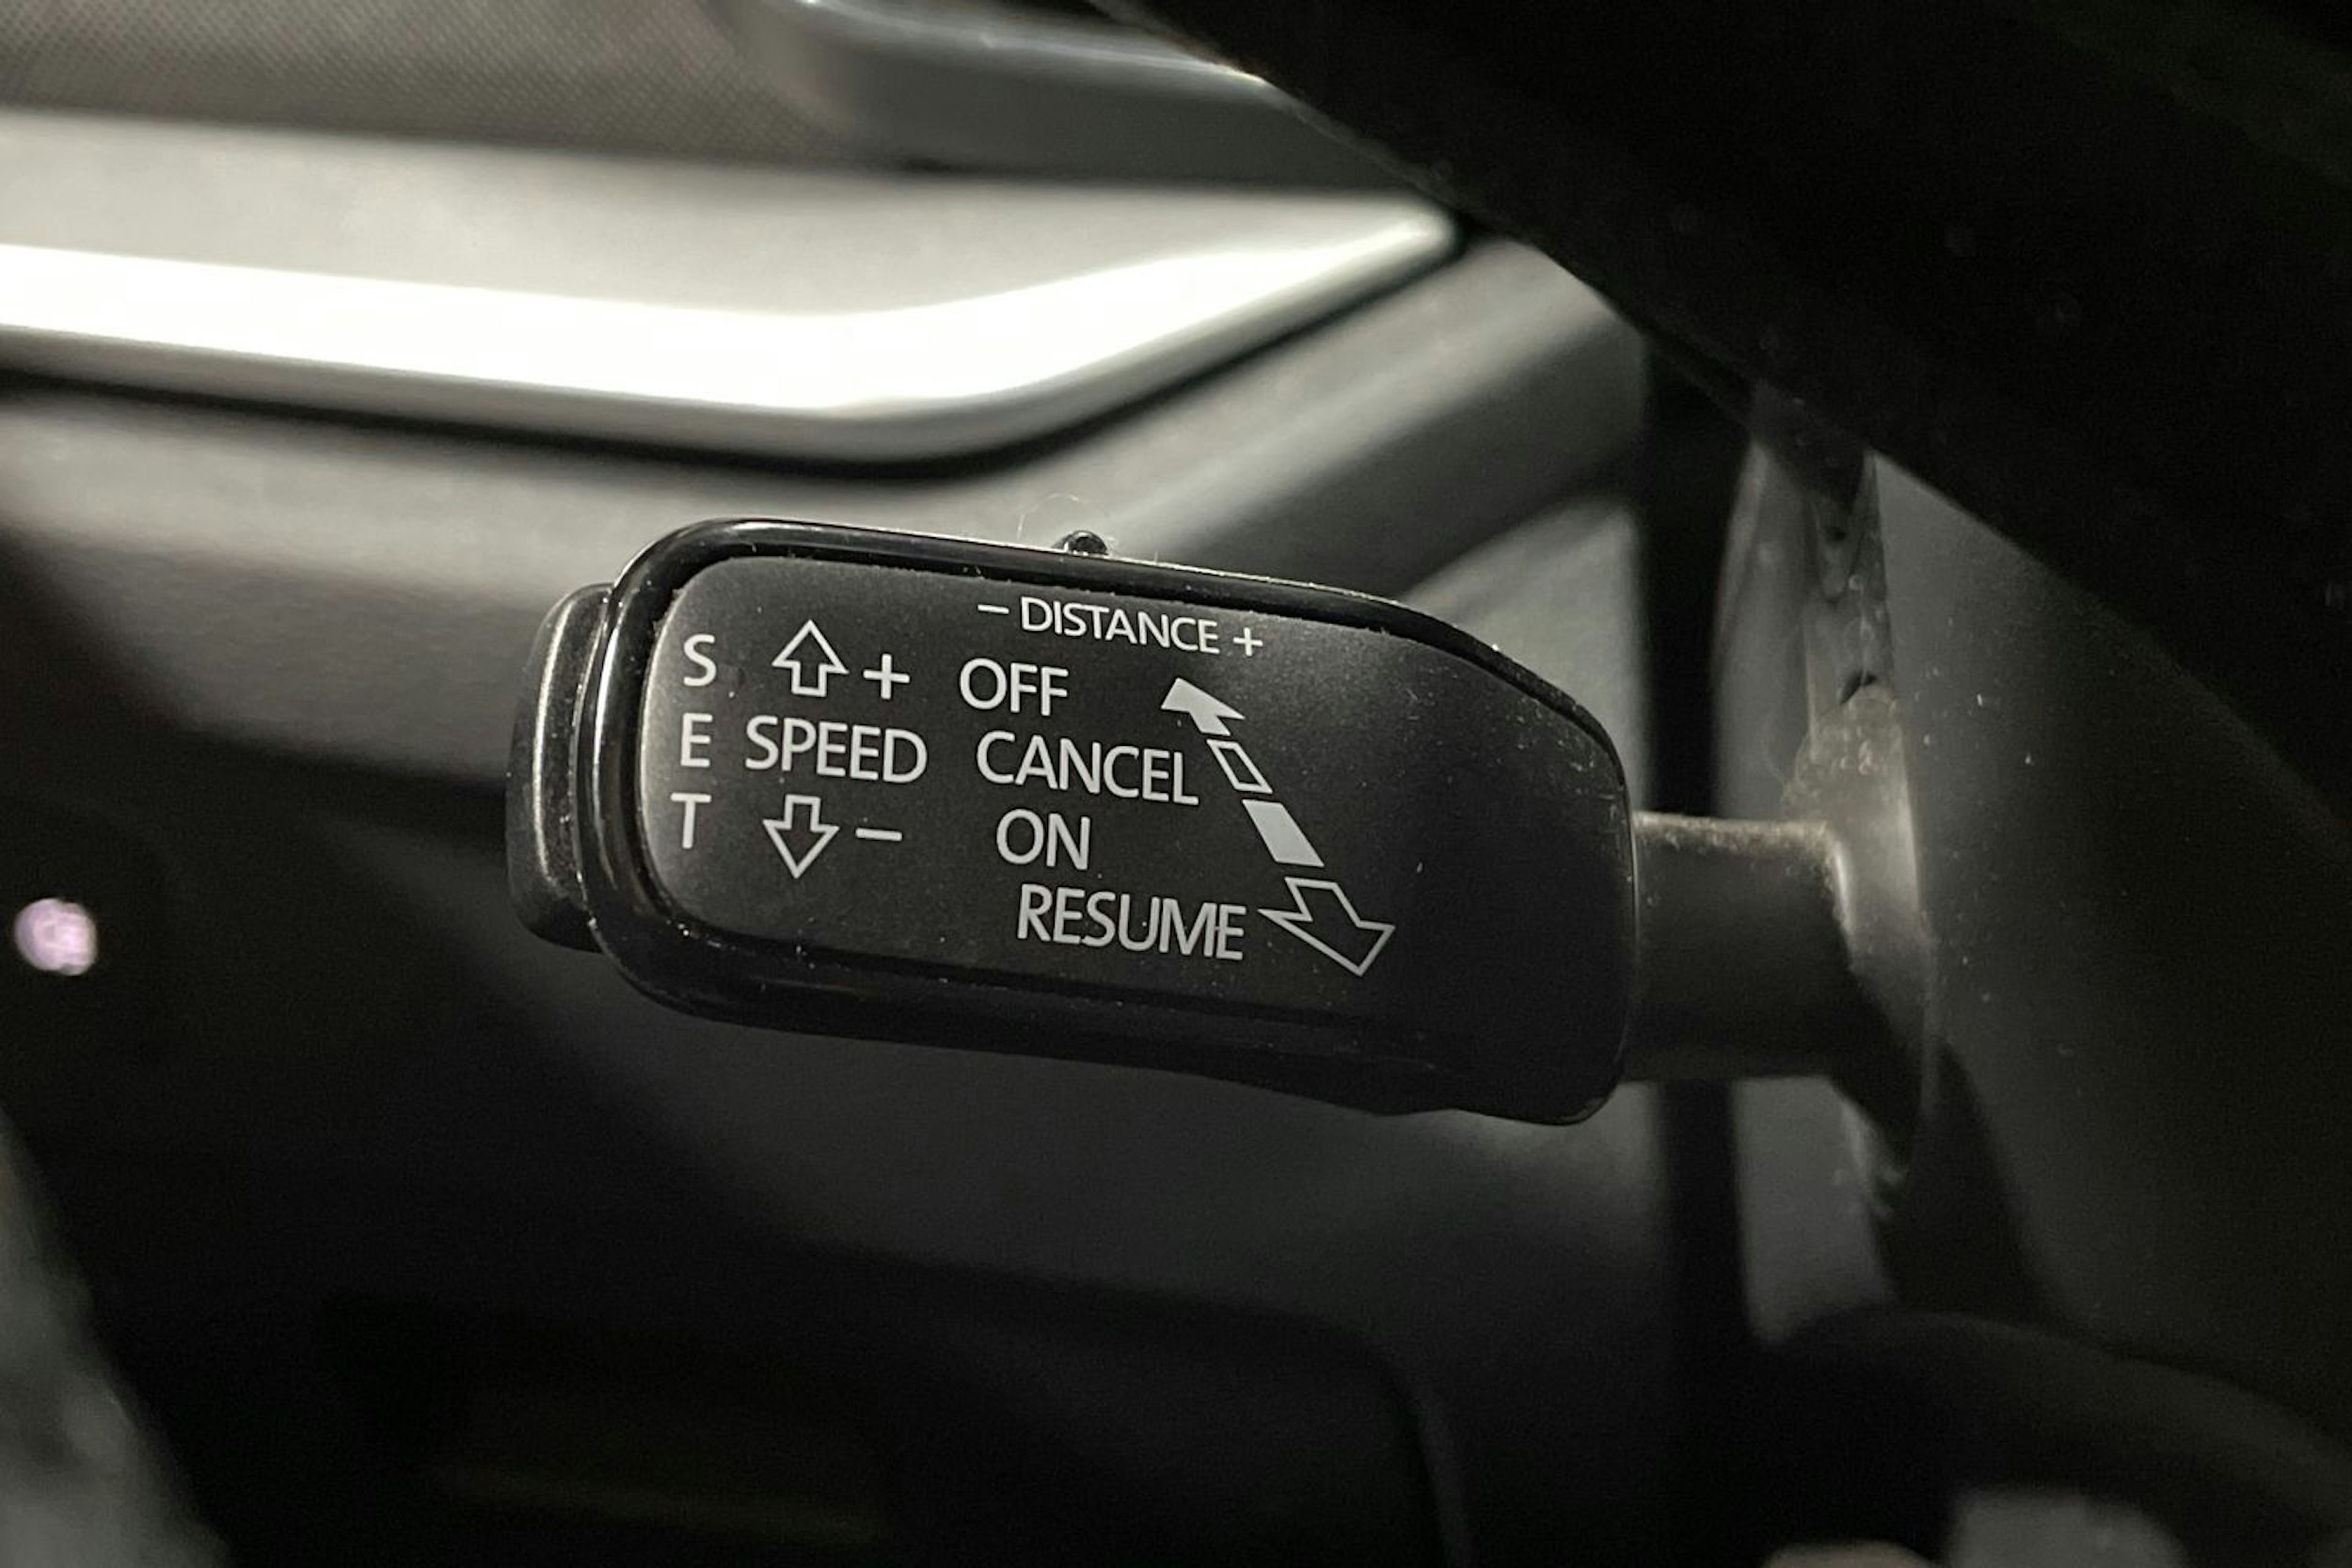 − DISTANCE +
S + OFF
E SPEED CANCEL
T − ON
RESUME